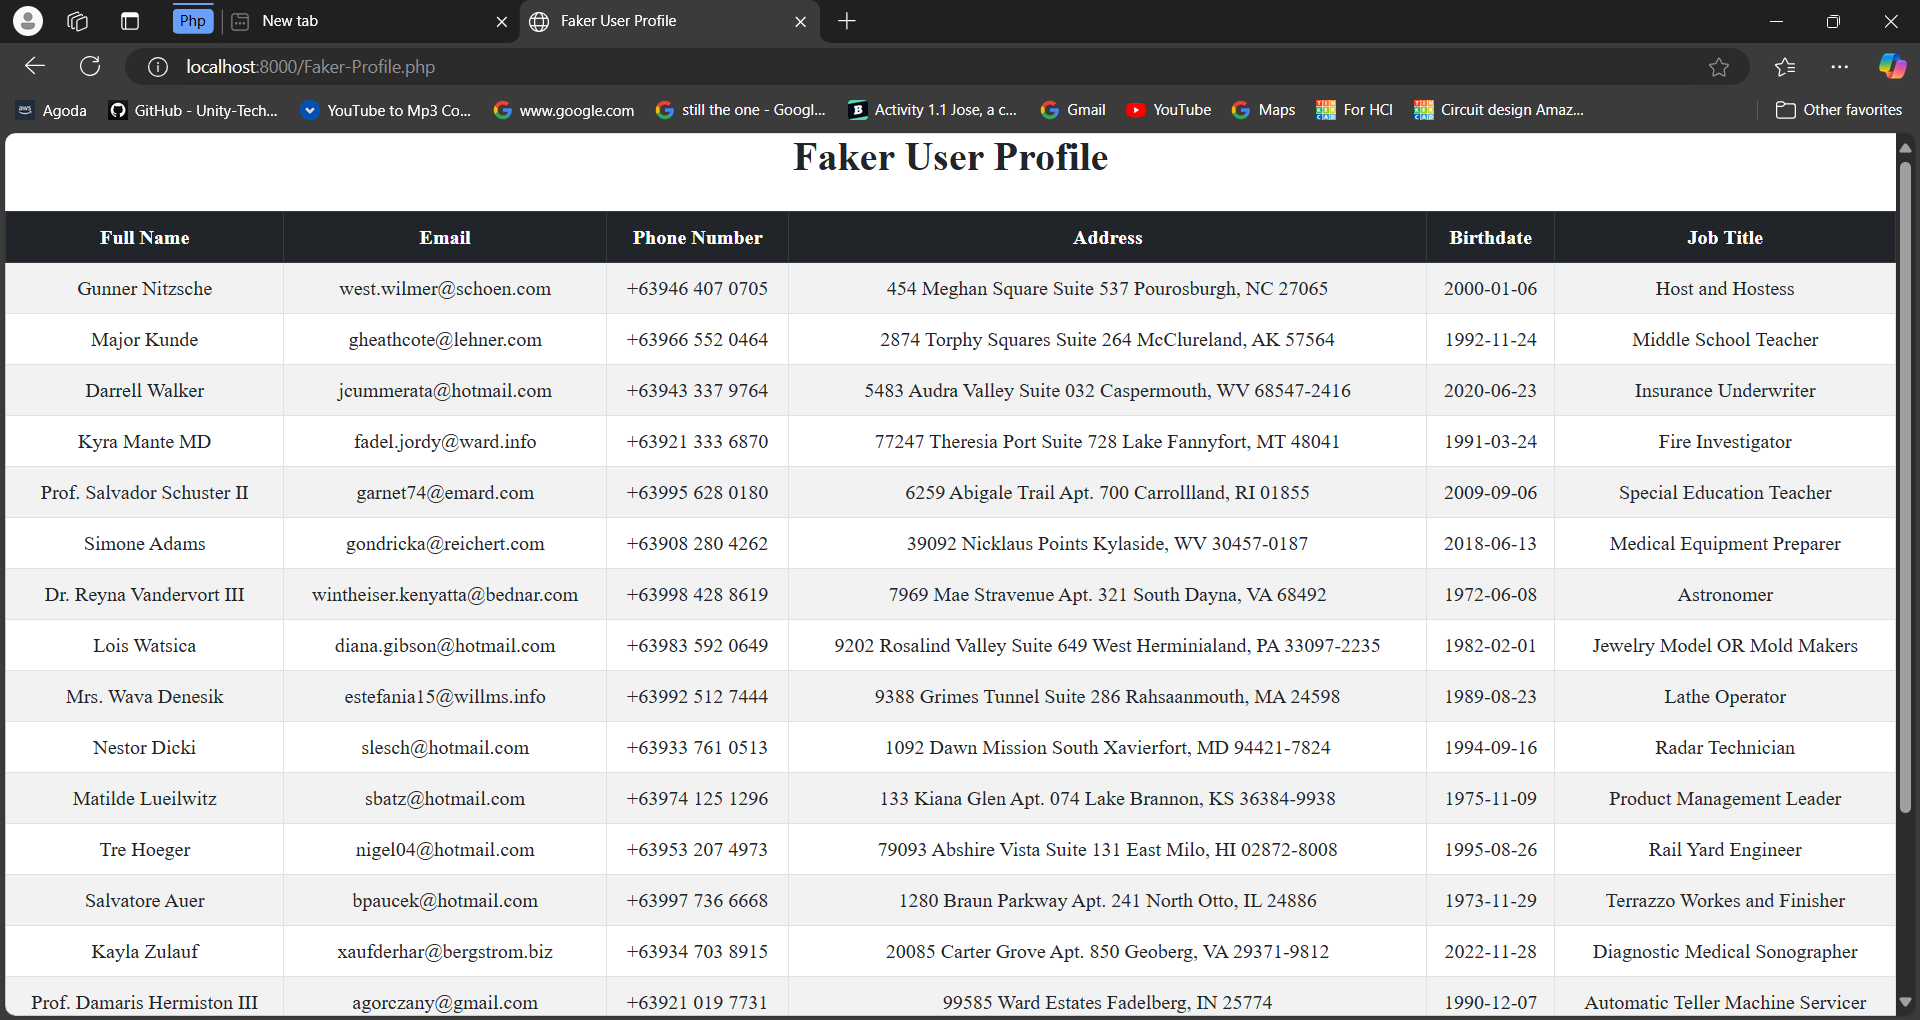 Php New tab Faker User Profile
localhost:8000/Faker-Profile.php
aws Agoda GitHub - Unity-Tech... YouTube to Mp3 Co... www.google.com still the one - Googl... B Activity 1.1 Jose, a c... Gmail YouTube Maps For HCI Circuit design Amaz... Other favorites
Faker User Profile
Full Name Email Phone Number Address Birthdate Job Title
Gunner Nitzsche west.wilmer@schoen.com +63946 407 0705 454 Meghan Square Suite 537 Pourosburgh, NC 27065 2000-01-06 Host and Hostess
Major Kunde gheathcote@lehner.com +63966 552 0464 2874 Torphy Squares Suite 264 McClureland, AK 57564 1992-11-24 Middle School Teacher
Darrell Walker jcummerata@hotmail.com +63943 337 9764 5483 Audra Valley Suite 032 Caspermouth, WV 68547-2416 2020-06-23 Insurance Underwriter
Kyra Mante MD fadel.jordy@ward.info +63921 333 6870 77247 Theresia Port Suite 728 Lake Fannyfort, MT 48041 1991-03-24 Fire Investigator
Prof. Salvador Schuster II garnet74@emard.com +63995 628 0180 6259 Abigale Trail Apt. 700 Carrollland, RI 01855 2009-09-06 Special Education Teacher
Simone Adams gondricka@reichert.com +63908 280 4262 39092 Nicklaus Points Kylaside, WV 30457-0187 2018-06-13 Medical Equipment Preparer
Dr. Reyna Vandervort III wintheiser.kenyatta@bednar.com +63998 428 8619 7969 Mae Stravenue Apt. 321 South Dayna, VA 68492 1972-06-08 Astronomer
Lois Watsica diana.gibson@hotmail.com +63983 592 0649 9202 Rosalind Valley Suite 649 West Herminialand, PA 33097-2235 1982-02-01 Jewelry Model OR Mold Makers
Mrs. Wava Denesik estefania15@willms.info +63992 512 7444 9388 Grimes Tunnel Suite 286 Rahsaanmouth, MA 24598 1989-08-23 Lathe Operator
Nestor Dicki slesch@hotmail.com +63933 761 0513 1092 Dawn Mission South Xavierfort, MD 94421-7824 1994-09-16 Radar Technician
Matilde Lueilwitz sbatz@hotmail.com +63974 125 1296 133 Kiana Glen Apt. 074 Lake Brannon, KS 36384-9938 1975-11-09 Product Management Leader
Tre Hoeger nigel04@hotmail.com +63953 207 4973 79093 Abshire Vista Suite 131 East Milo, HI 02872-8008 1995-08-26 Rail Yard Engineer
Salvatore Auer bpaucek@hotmail.com +63997 736 6668 1280 Braun Parkway Apt. 241 North Otto, IL 24886 1973-11-29 Terrazzo Workes and Finisher
Kayla Zulauf xaufderhar@bergstrom.biz +63934 703 8915 20085 Carter Grove Apt. 850 Geoberg, VA 29371-9812 2022-11-28 Diagnostic Medical Sonographer
Prof. Damaris Hermiston III agorczany@gmail.com +63921 019 7731 99585 Ward Estates Fadelberg, IN 25774 1990-12-07 Automatic Teller Machine Servicer